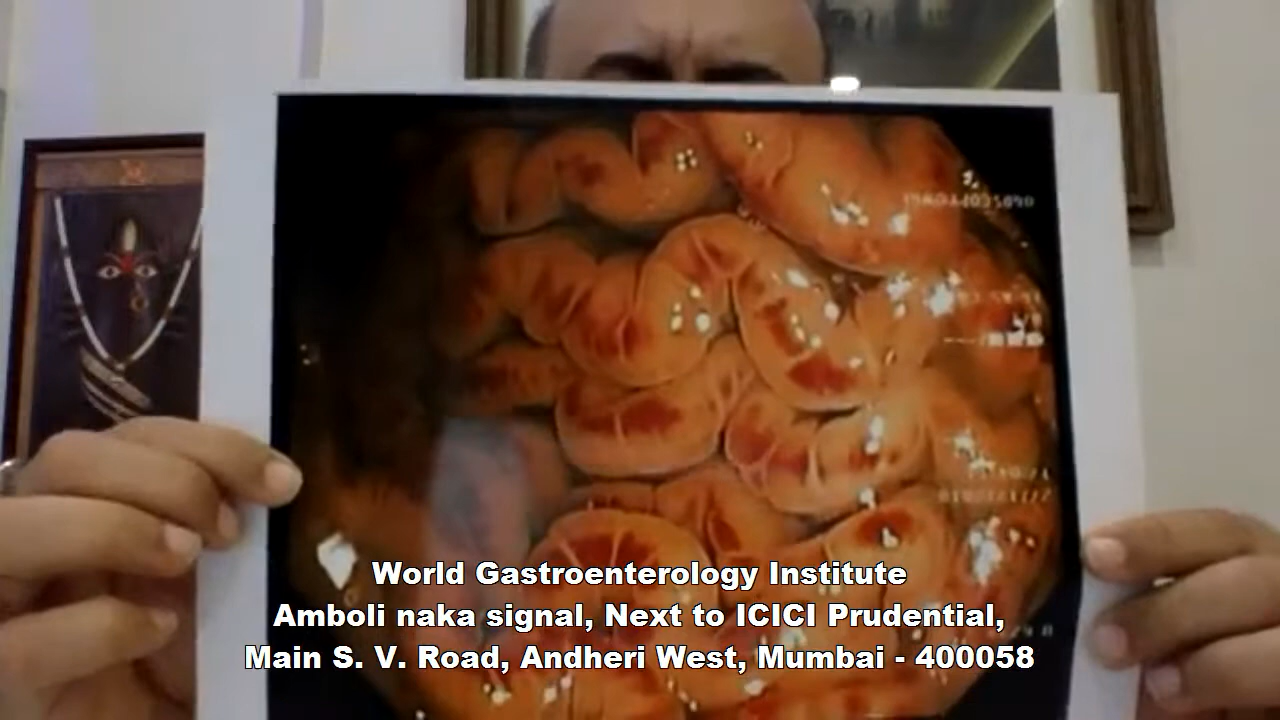 World Gastroenterology Institute
Amboli naka signal, Next to ICICI Prudential,
Main S. V. Road, Andheri West, Mumbai - 400058